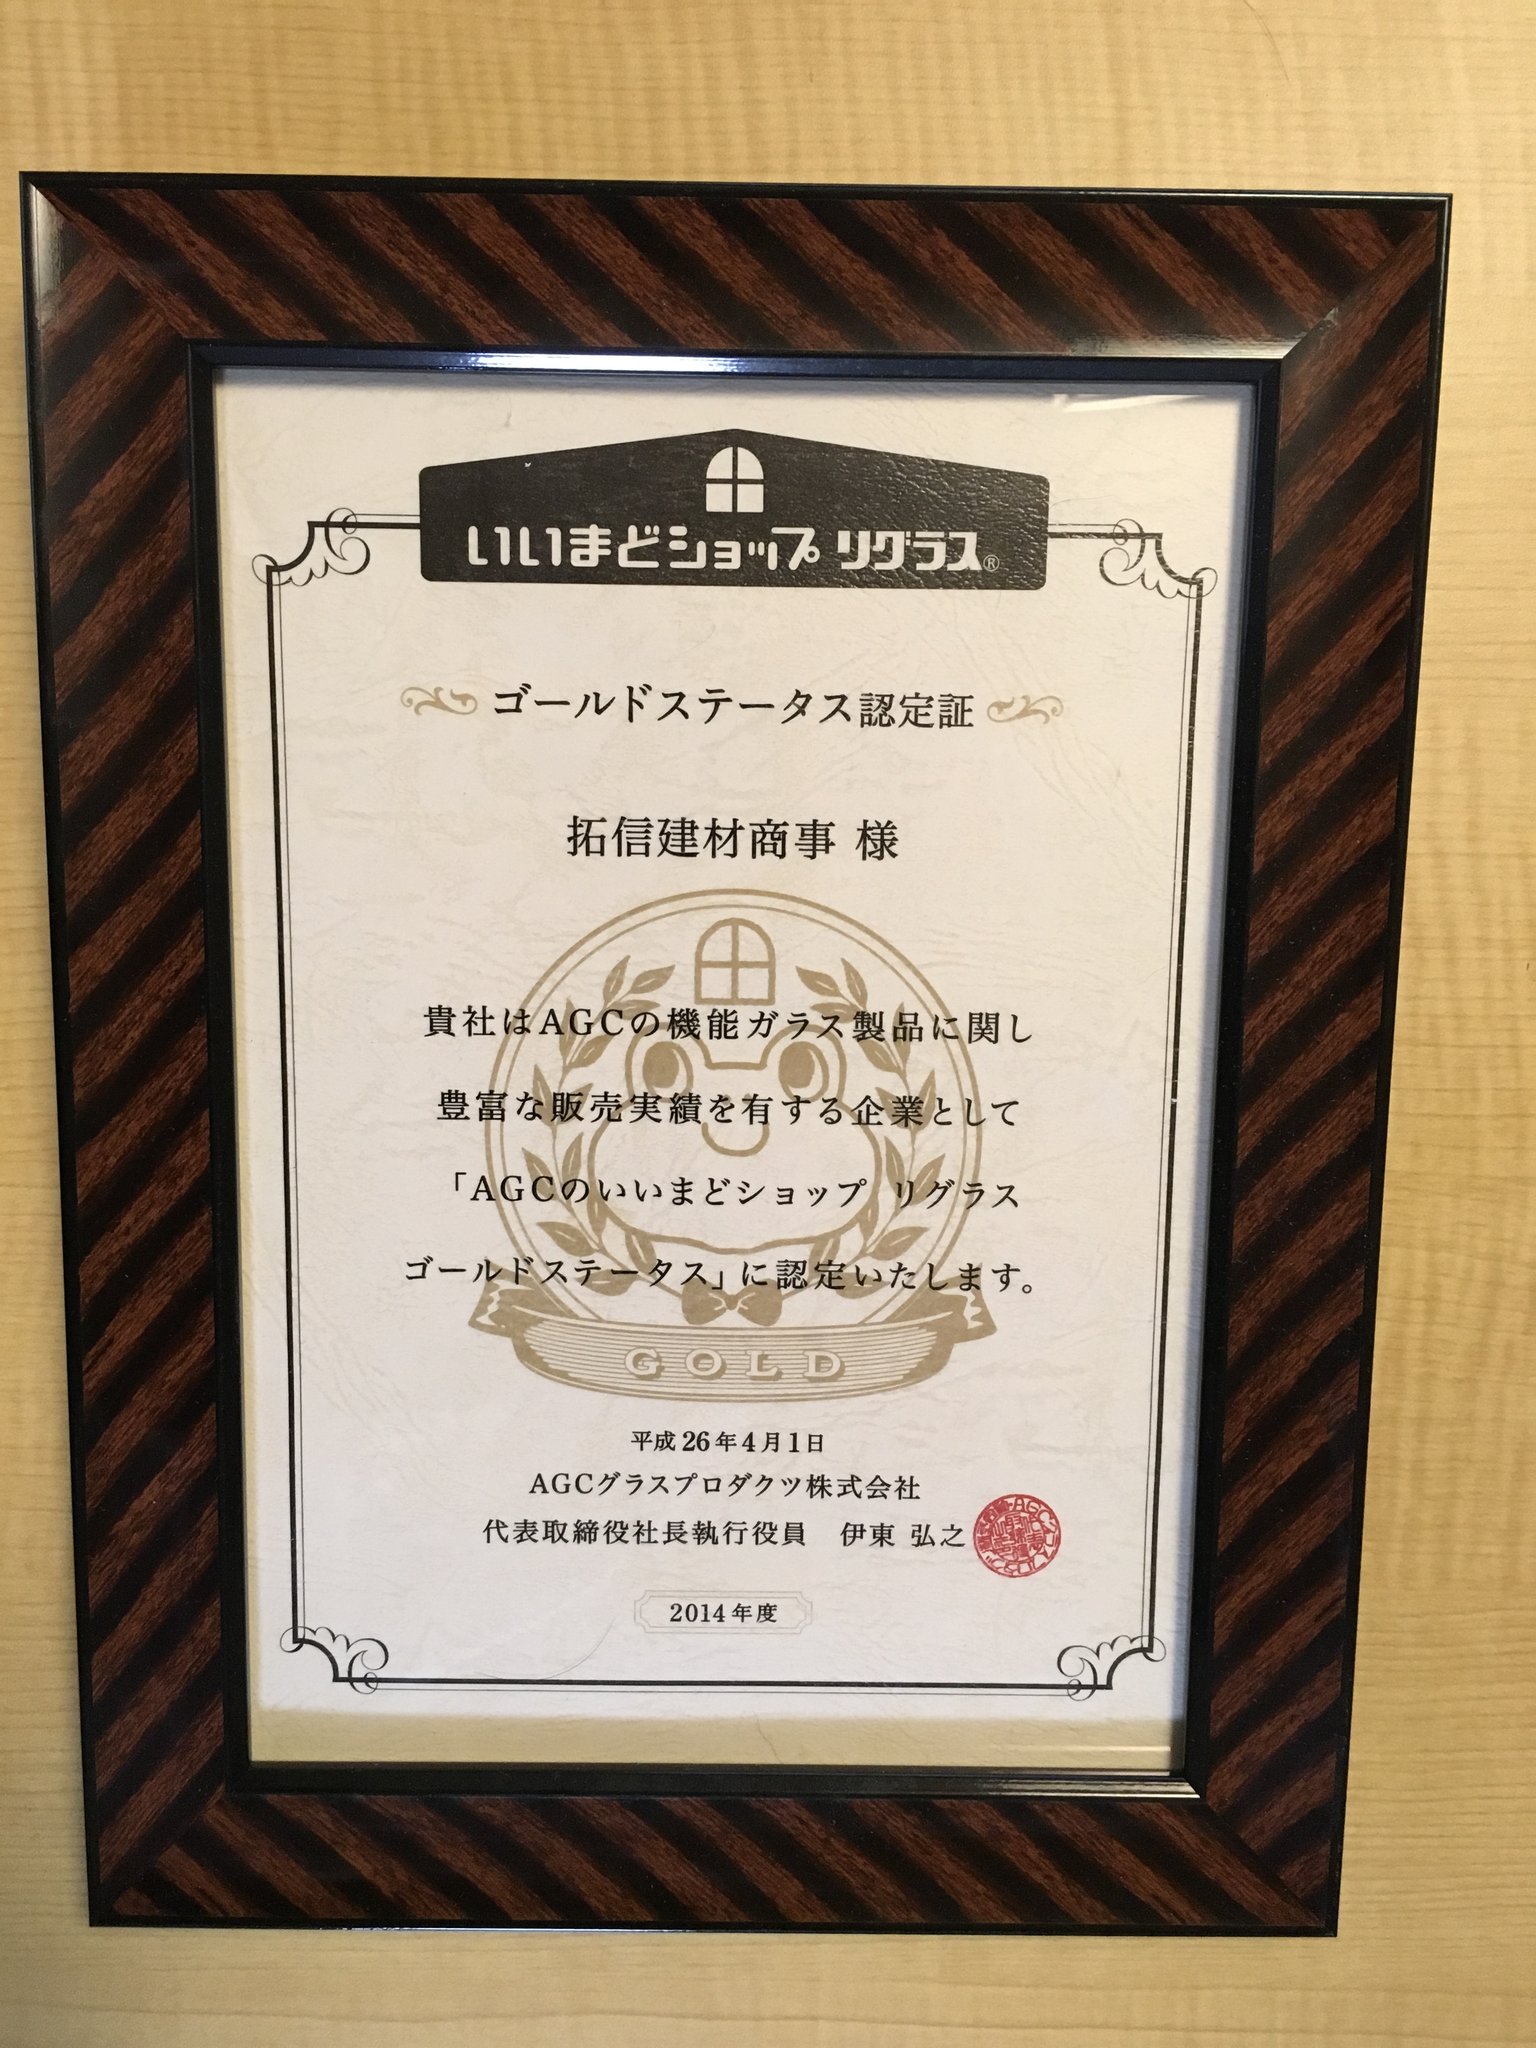 いいまどショップ リグラス®
ゴールドステータス認定証
拓信建材商事 様
貴社はAGCの機能ガラス製品に関し
豊富な販売実績を有する企業として
「AGCのいいまどショップ リグラス
ゴールドステータス」に認定いたします。
GOLD
平成26年4月1日
AGCグラスプロダクツ株式会社
代表取締役社長執行役員 伊東 弘之
2014年度